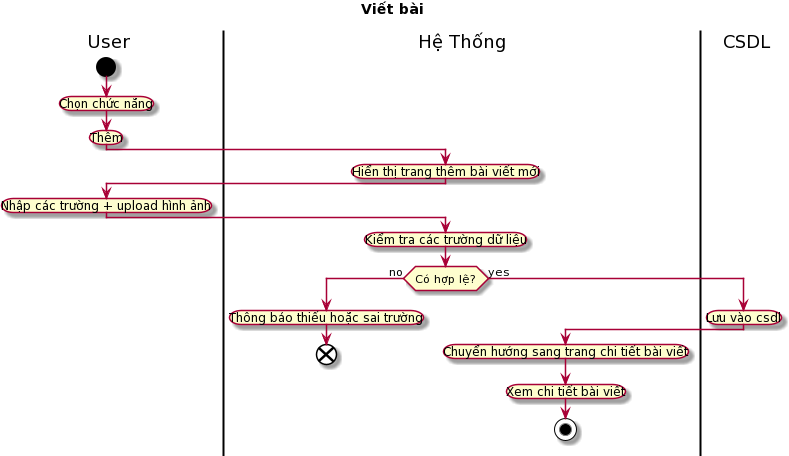 Viết bài
User
Hệ Thống
CSDL
Chọn chức nằng
Thêm
Hiển thị trang thêm bài viết mới
Nhập các trường + upload hình ảnh
Kiểm tra các trường dữ liệu
no
Có hợp lệ?
yes
Thông báo thiếu hoặc sai trường
Lưu vào csdl
Chuyển hướng sang trang chi tiết bài viết
Xem chi tiết bài viết